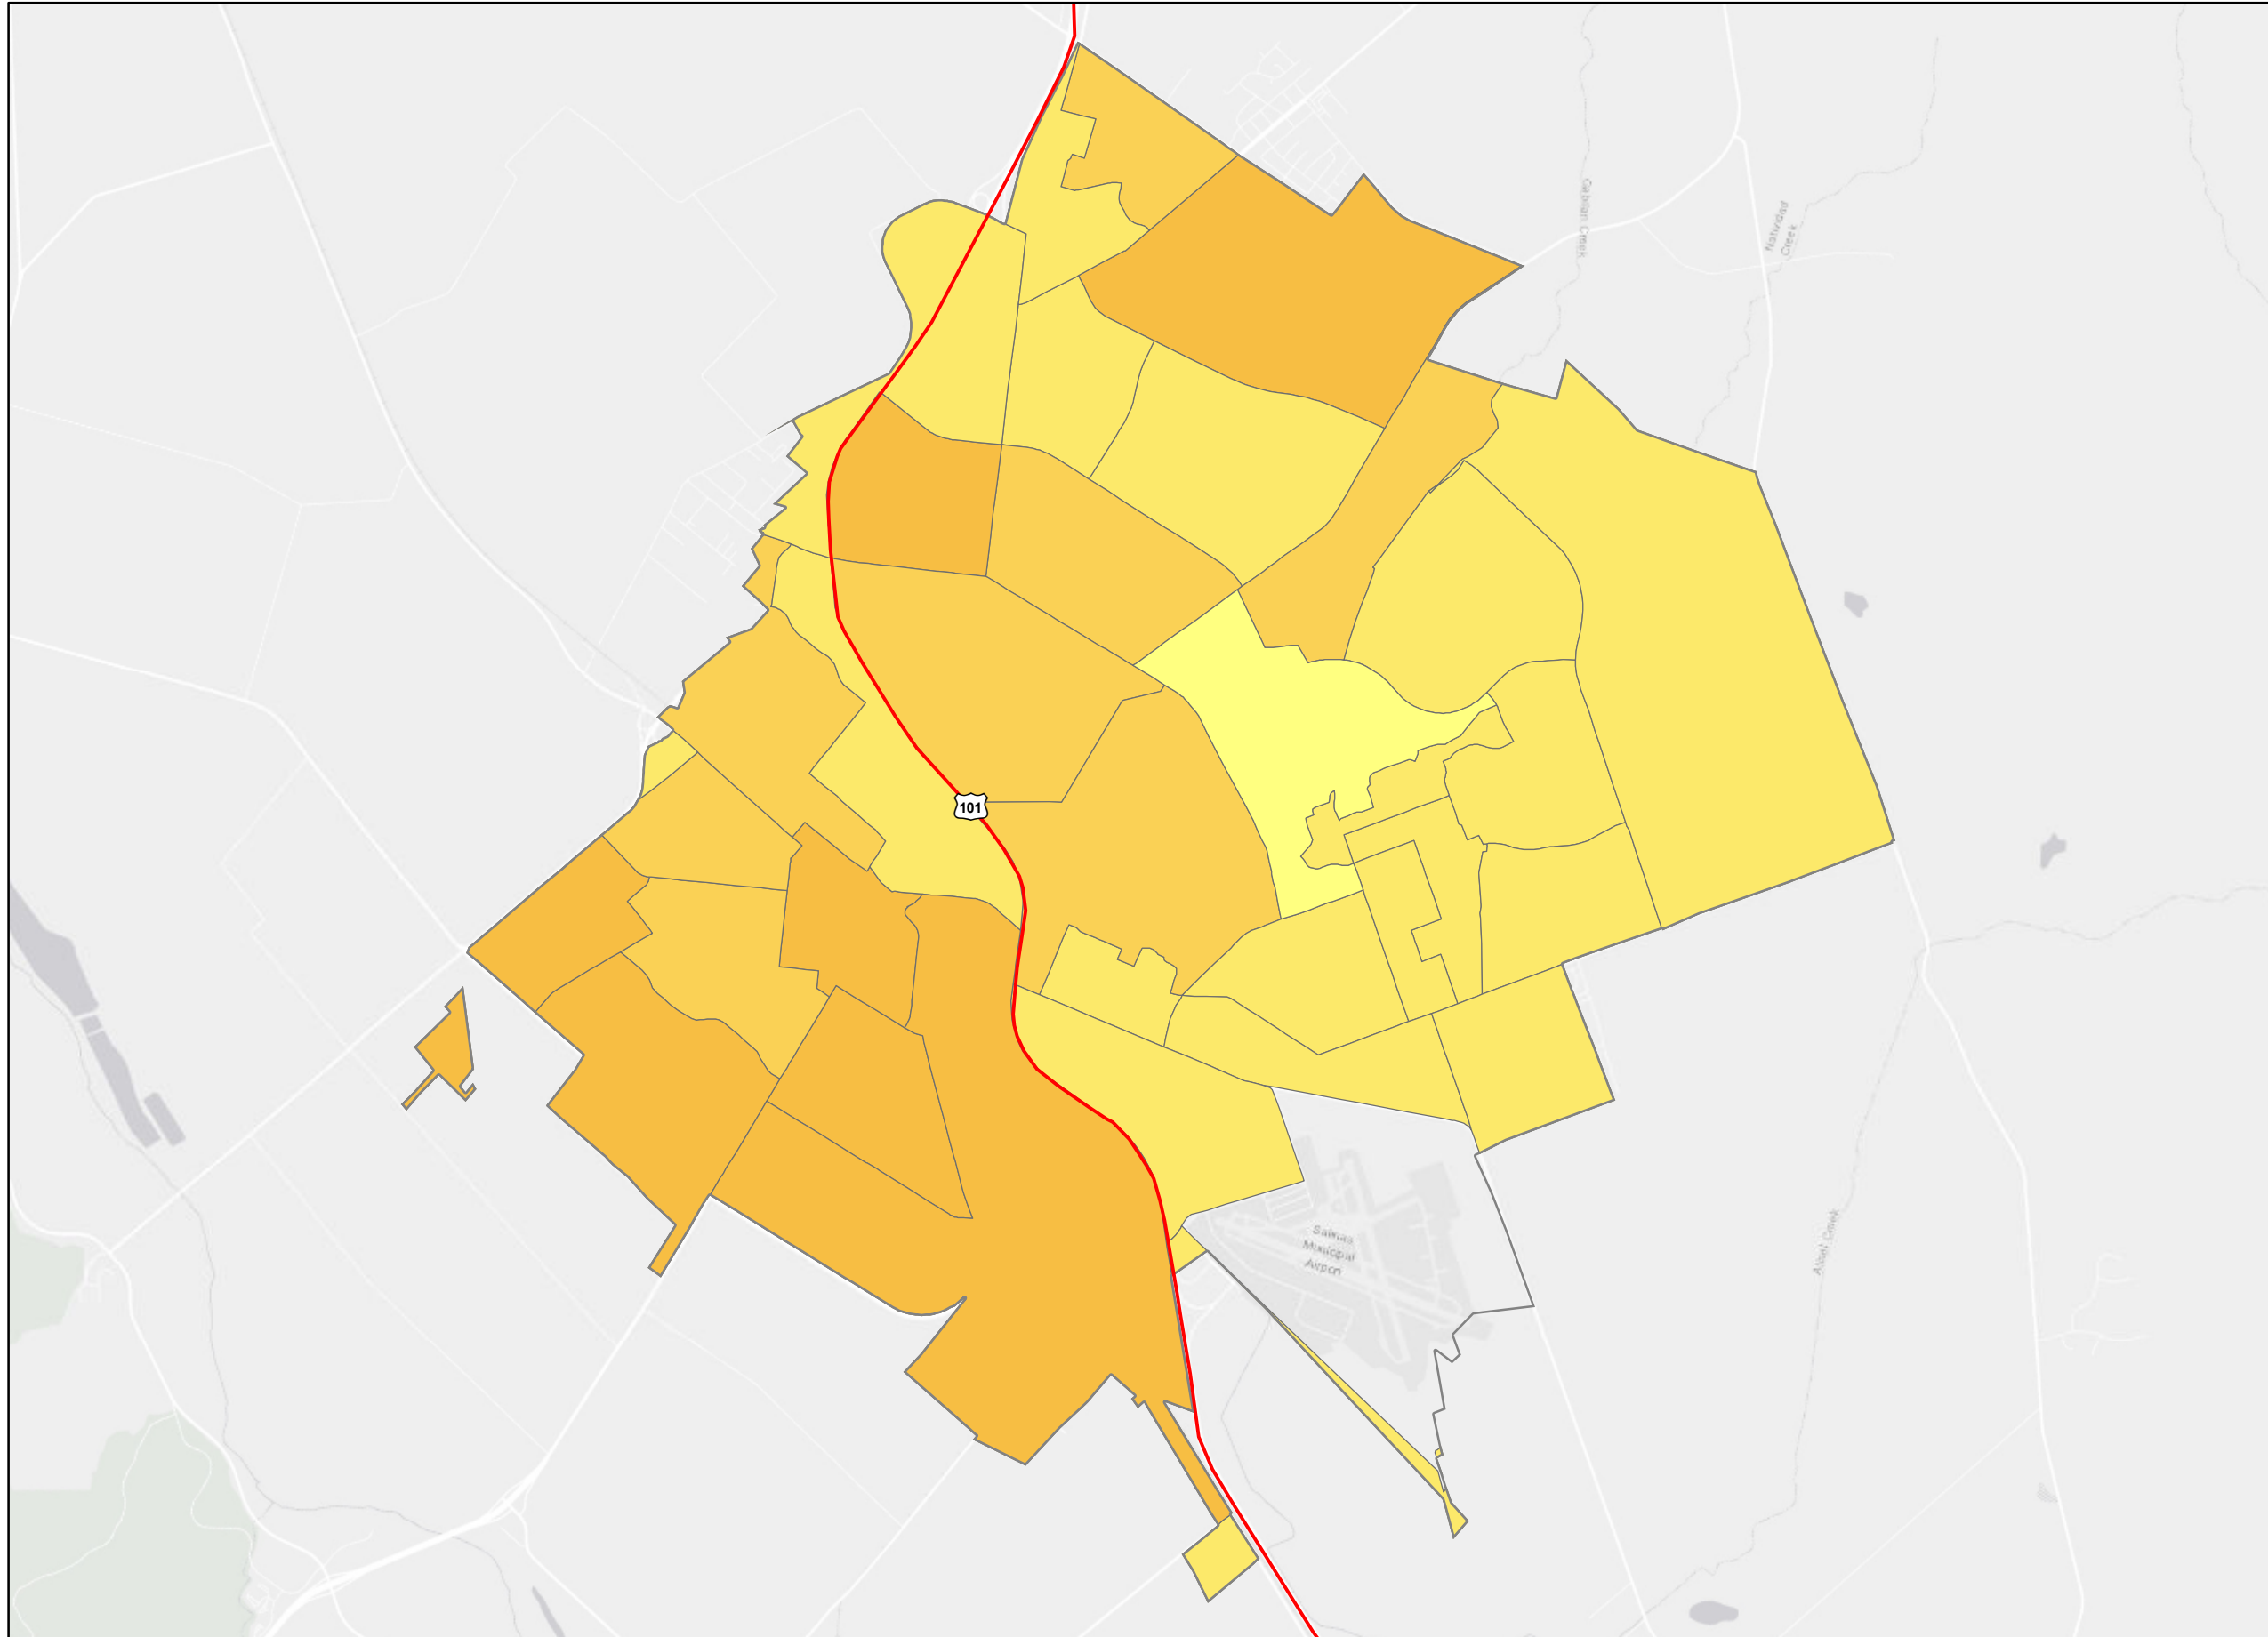 Gabilan Creek
Natividad
Creek
101
Salinas
Municipal
Airport
Alisal Creek